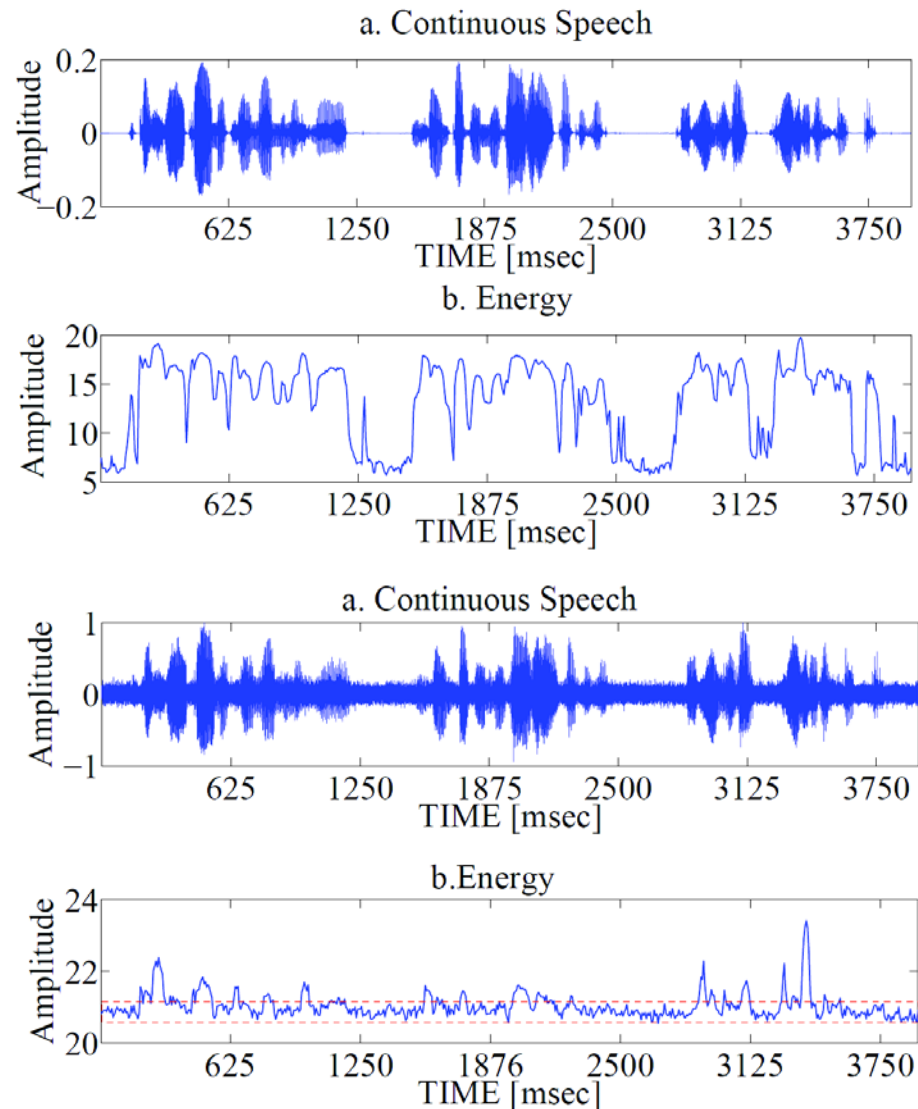 a. Continuous Speech
Amplitude
0.2
0
−0.2
625 1250 1875 2500 3125 3750
TIME [msec]
b. Energy
Amplitude
20
15
10
5
625 1250 1875 2500 3125 3750
TIME [msec]
a. Continuous Speech
Amplitude
1
0
−1
625 1250 1875 2500 3125 3750
TIME [msec]
b.Energy
Amplitude
24
22
21
20
625 1250 1876 2500 3125 3750
TIME [msec]